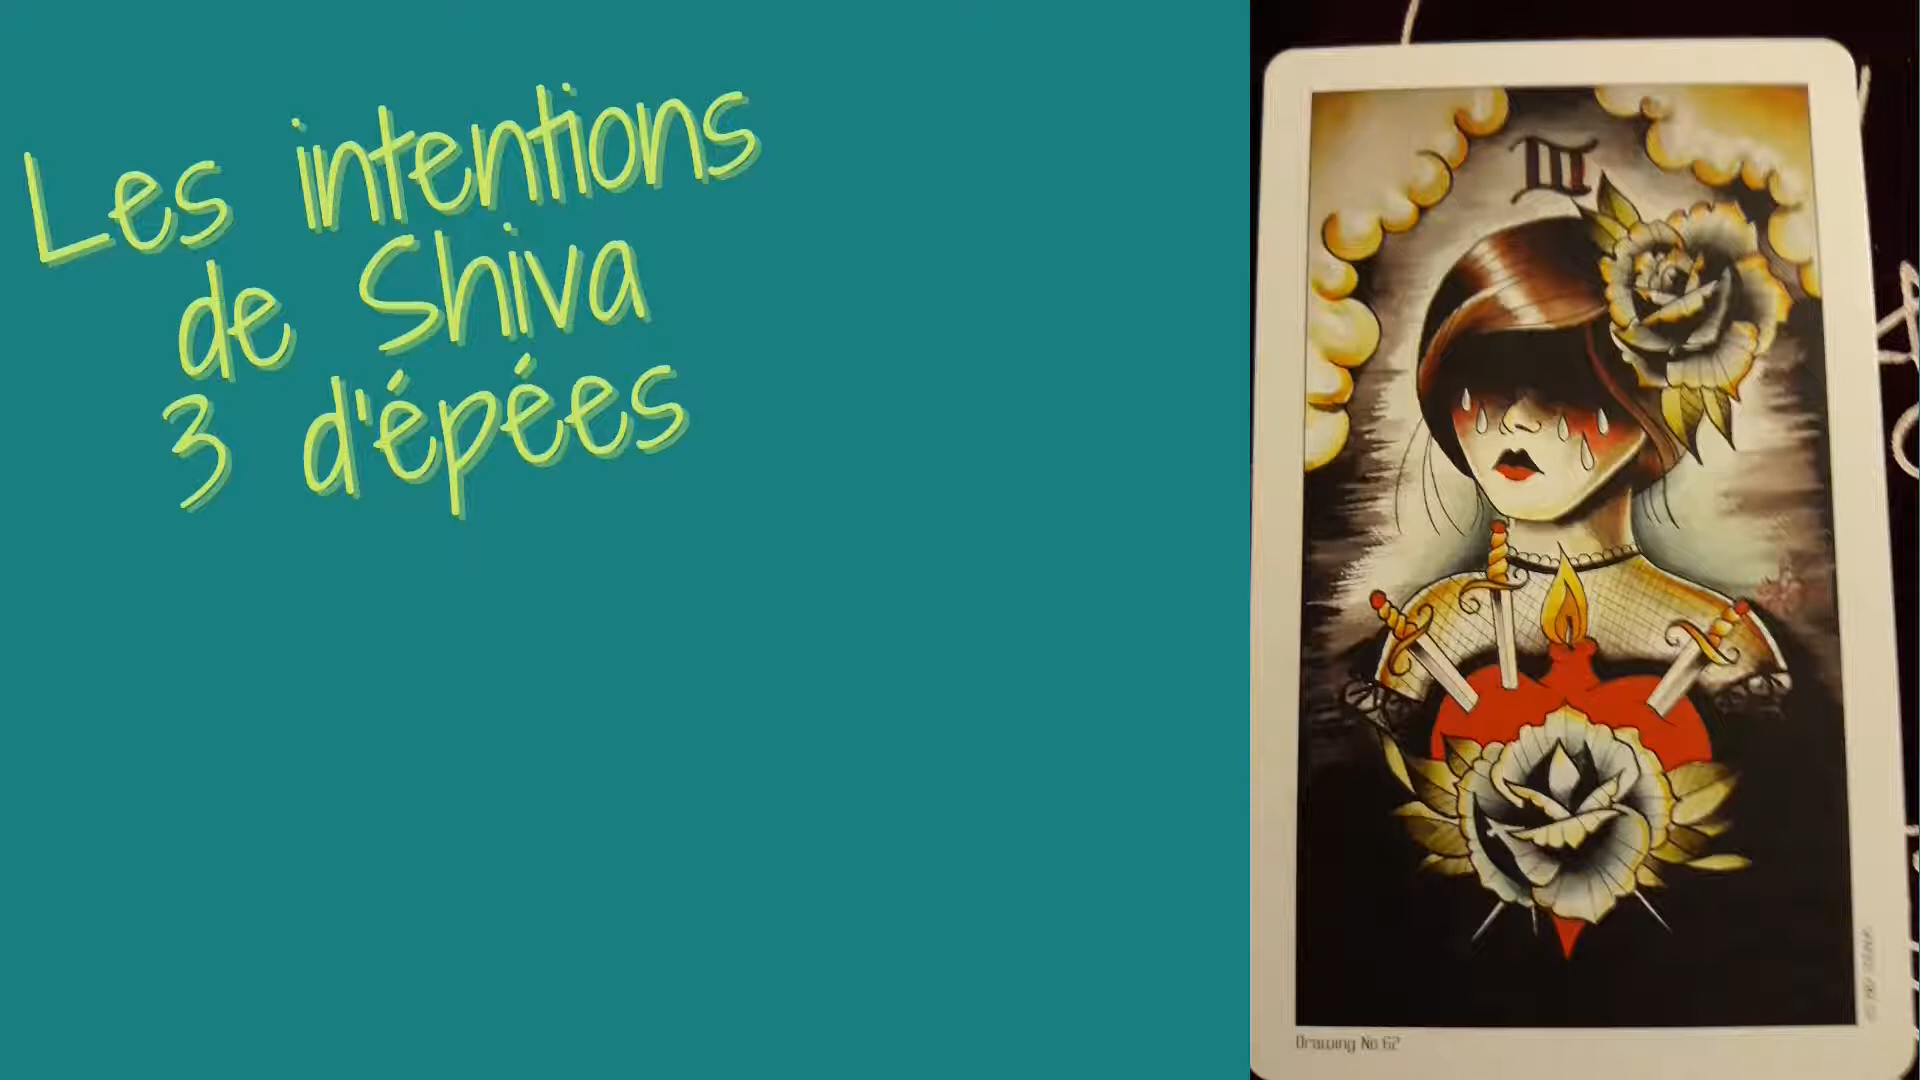 Les intentions
de Shiva
3 d'épées
III
Drawing No 62